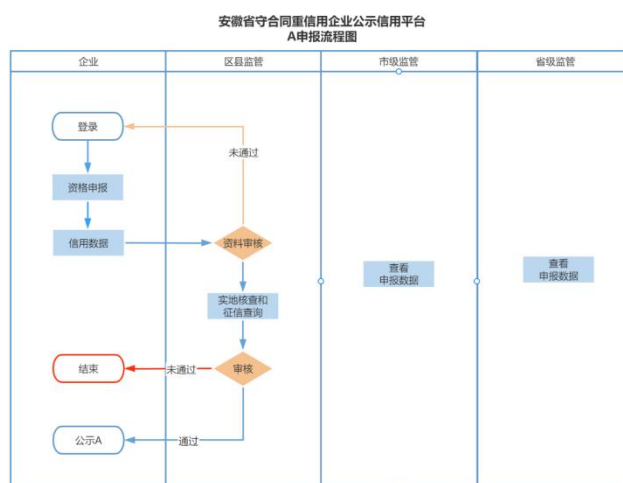 安徽省守合同重信用企业公示信用平台
A申报流程图
企业
区县监管
市级监管
省级监管
登录
未通过
资格申报
信用数据
资料审核
查看
申报数据
查看
申报数据
实地核查和
征信查询
结束
未通过
审核
公示A
通过